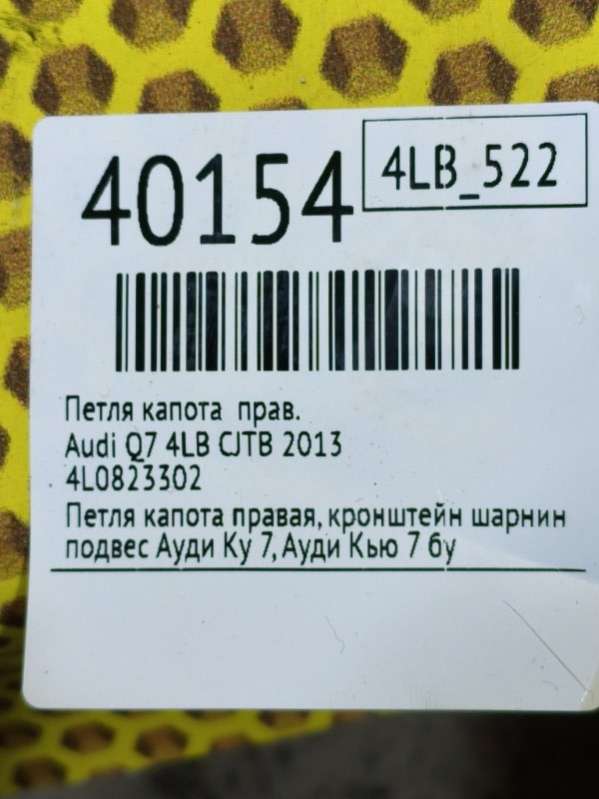 40154
4LB_522
Петля капота прав.
Audi Q7 4LB CJTB 2013
4L0823302
Петля капота правая, кронштейн шарнин
подвес Ауди Ку 7, Ауди Кью 7 бу